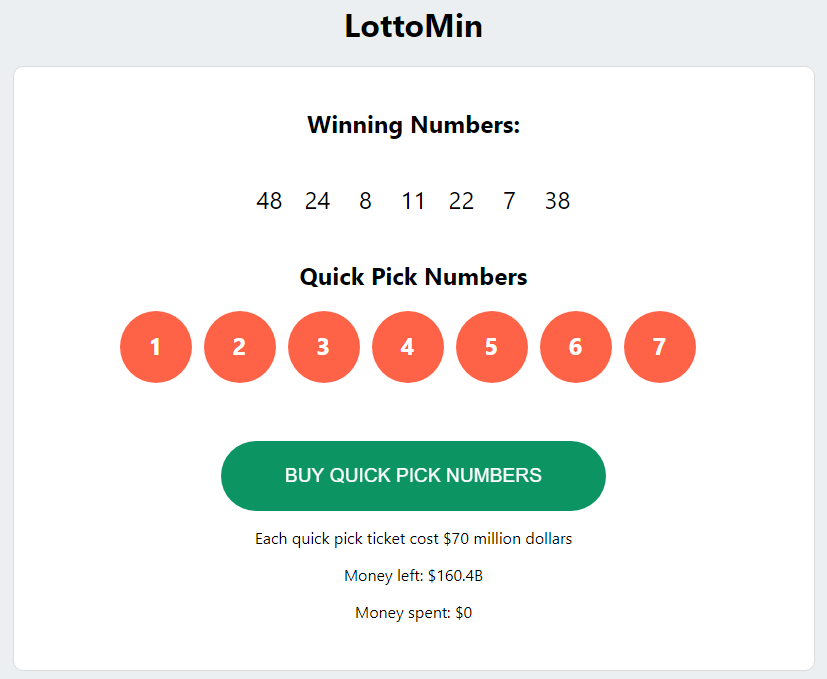 LottoMin
Winning Numbers:
48 24 8 11 22 7 38
Quick Pick Numbers
1 2 3 4 5 6 7
BUY QUICK PICK NUMBERS
Each quick pick ticket cost $70 million dollars
Money left: $160.4B
Money spent: $0